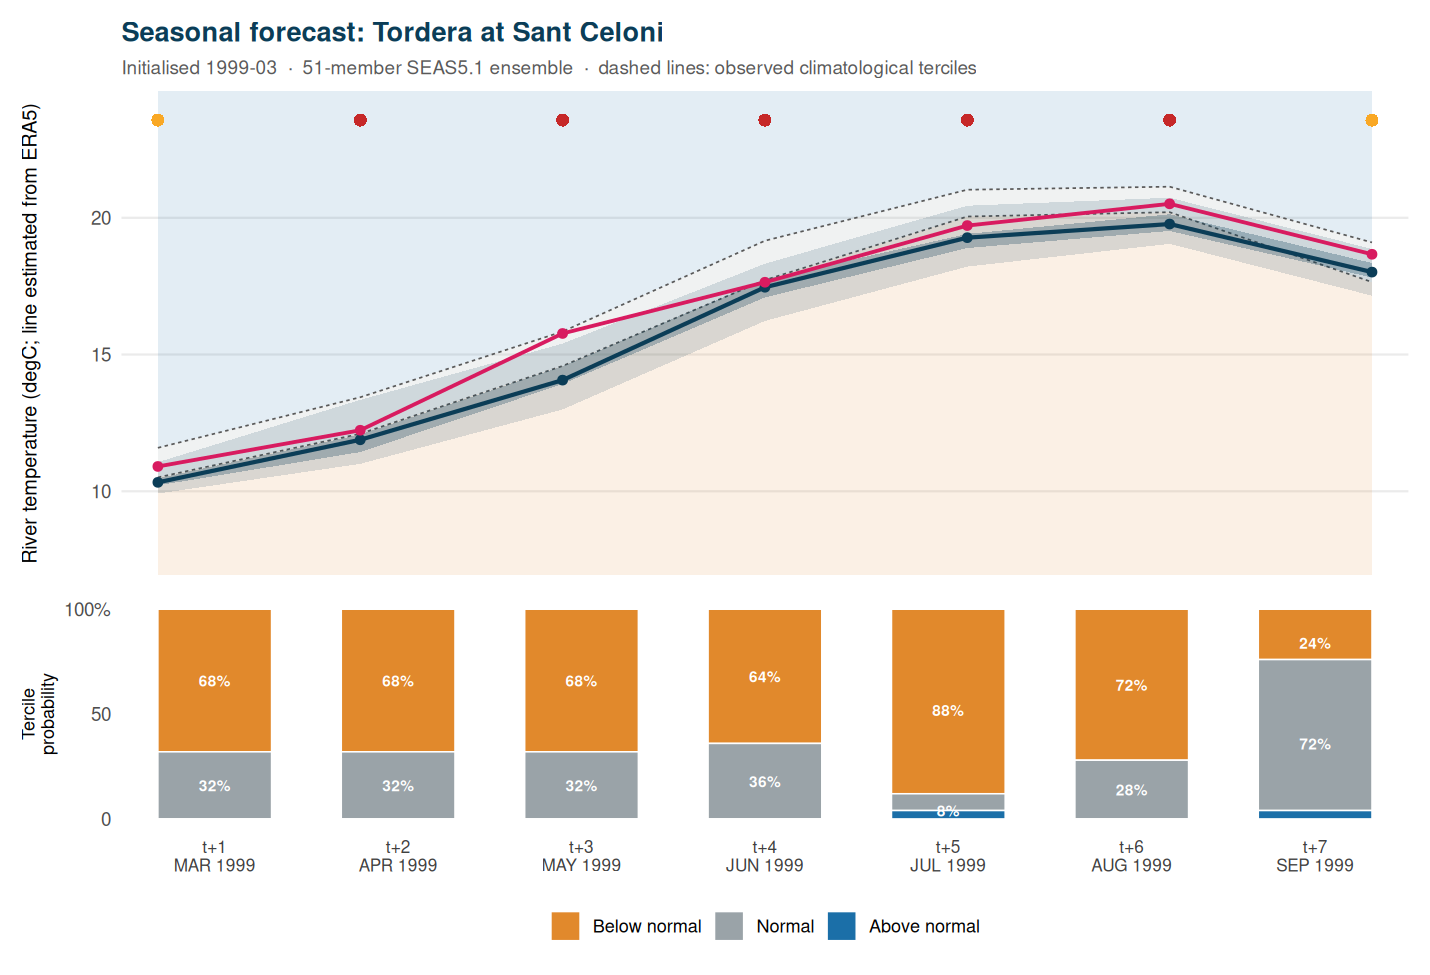 Seasonal forecast: Tordera at Sant Celoni
Initialised 1999-03 · 51-member SEAS5.1 ensemble · dashed lines: observed climatological terciles
River temperature (degC; line estimated from ERA5)
20
15
10
Tercile
probability
100%
50
0
68%
68%
68%
64%
88%
72%
24%
32%
32%
32%
36%
8%
28%
72%
t+1
MAR 1999
t+2
APR 1999
t+3
MAY 1999
t+4
JUN 1999
t+5
JUL 1999
t+6
AUG 1999
t+7
SEP 1999
Below normal
Normal
Above normal